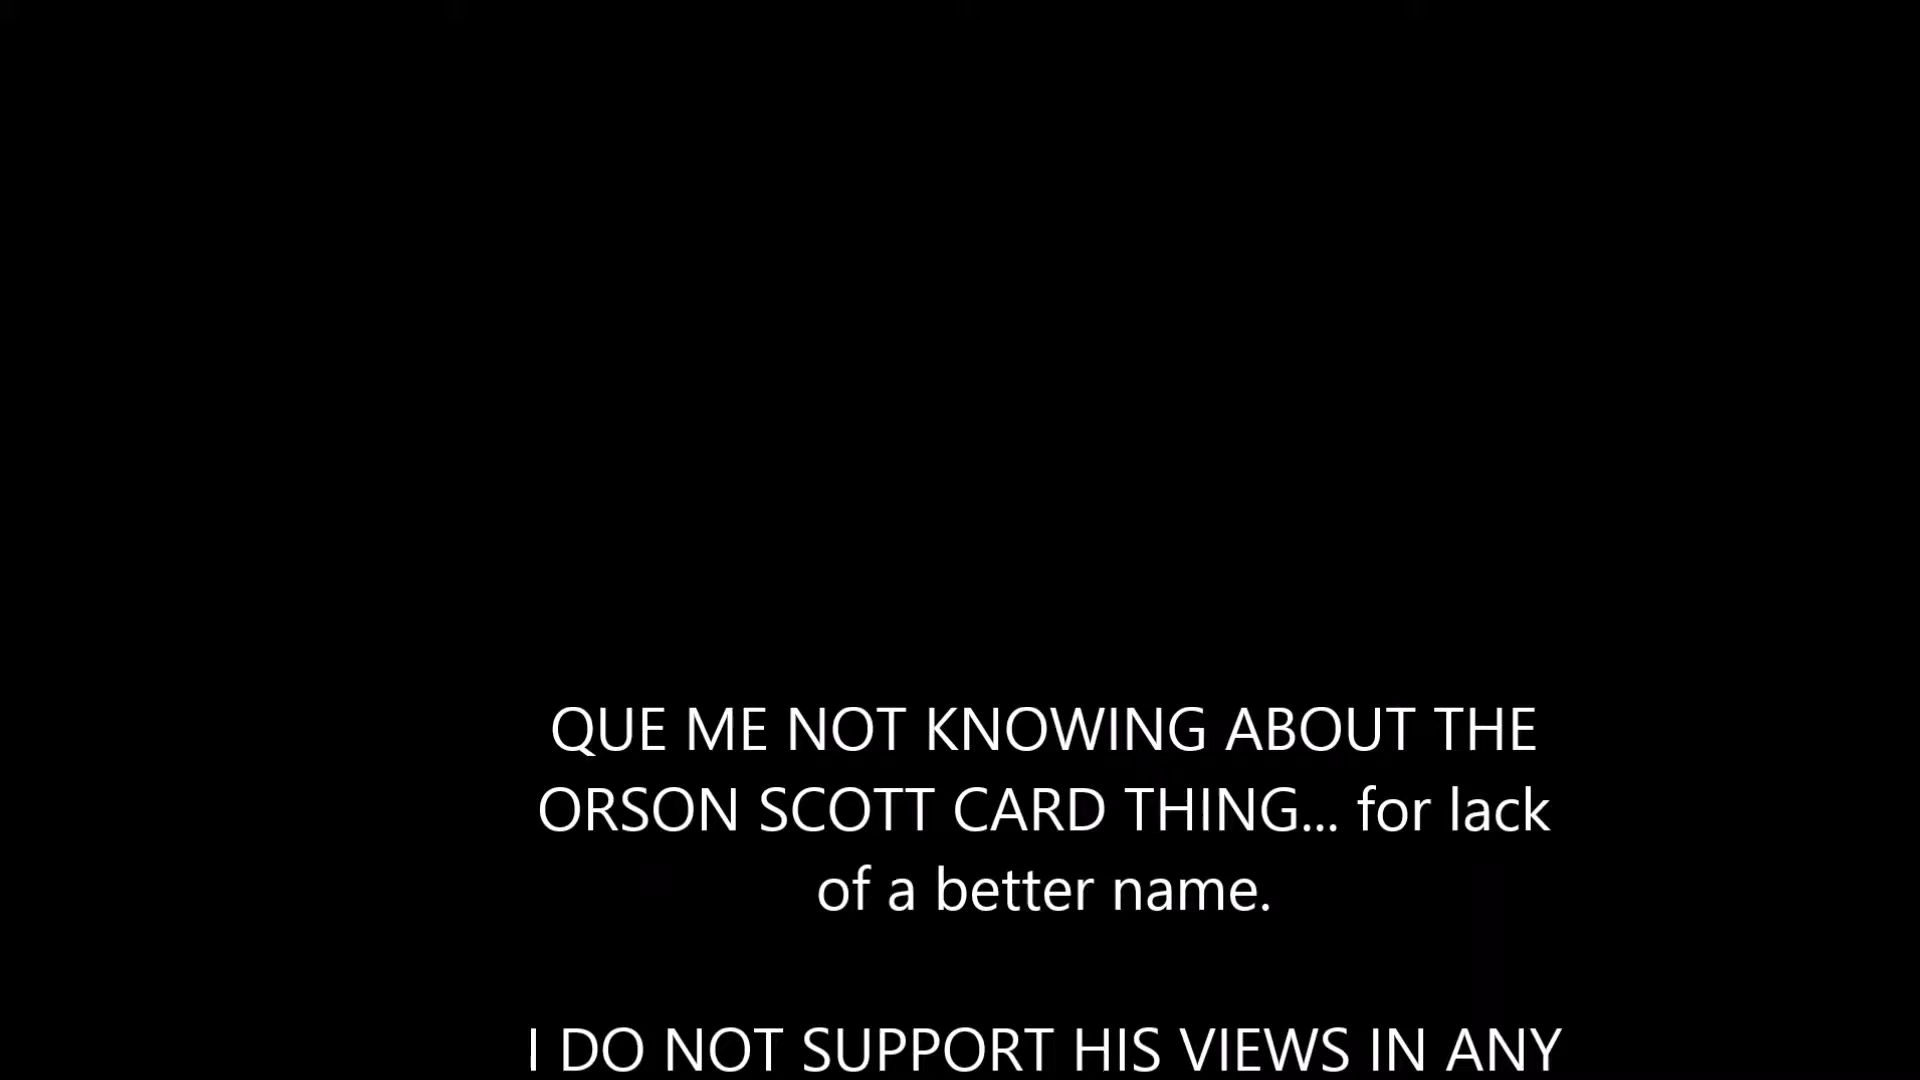 QUE ME NOT KNOWING ABOUT THE
ORSON SCOTT CARD THING... for lack
of a better name.
I DO NOT SUPPORT HIS VIEWS IN ANY